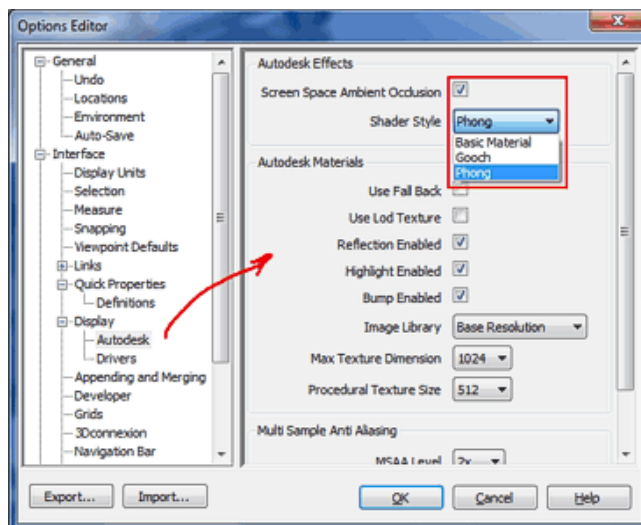 Options Editor
General
Undo
Locations
Environment
Auto-Save
Interface
Display Units
Selection
Measure
Snapping
Viewpoint Defaults
Links
Quick Properties
Definitions
Display
Autodesk
Drivers
Appending and Merging
Developer
Grids
3Dconnexion
Navigation Bar
Autodesk Effects
Screen Space Ambient Occlusion
Shader Style Phong
Basic Material
Gooch
Phong
Autodesk Materials
Use Fall Back
Use Lod Texture
Reflection Enabled
Highlight Enabled
Bump Enabled
Image Library Base Resolution
Max Texture Dimension 1024
Procedural Texture Size 512
Multi Sample Anti Aliasing
MSAA Level 2x
Export... Import... OK Cancel Help